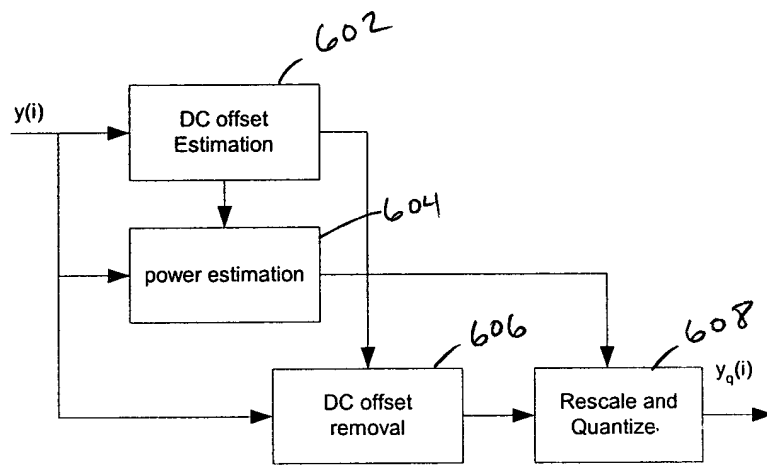 602
y(i)
DC offset
Estimation
604
power estimation
606
608
y_q(i)
DC offset
removal
Rescale and
Quantize.